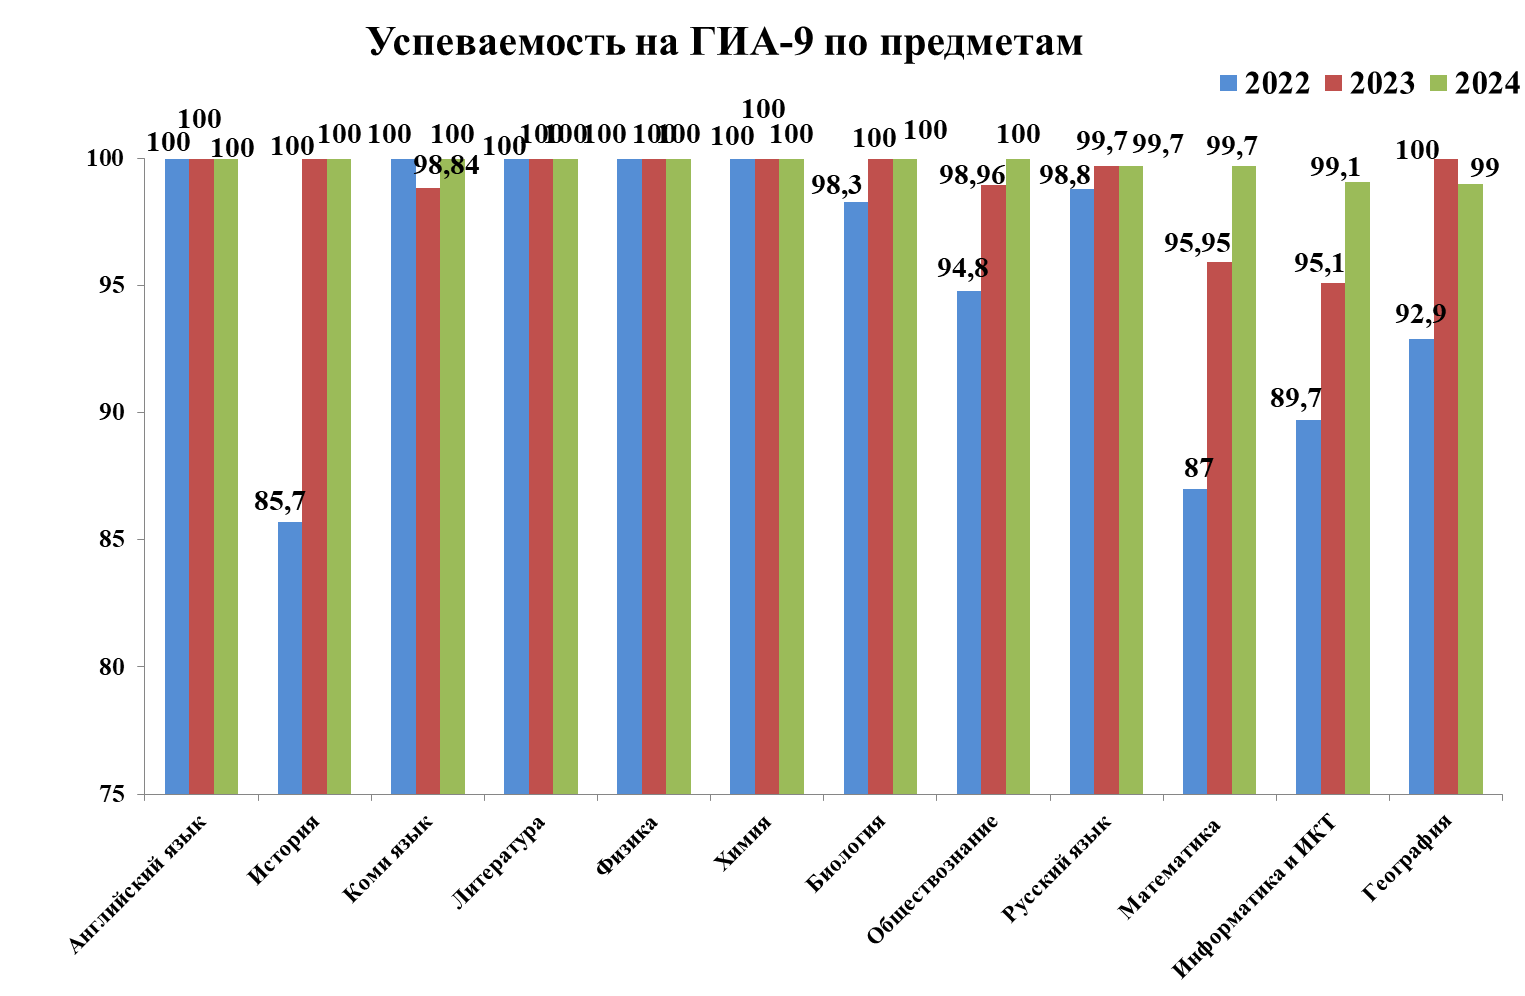 Успеваемость на ГИА-9 по предметам
2022 2023 2024
100 100 100
85,7 100 100
100 98,84 100
100 100 100
100 100 100
100 100 100
98,3 100 100
94,8 98,96 100
98,8 99,7 99,7
87 95,95 99,7
89,7 95,1 99,1
92,9 100 99
100
95
90
85
80
75
Английский язык
История
Коми язык
Литература
Физика
Химия
Биология
Обществознание
Русский язык
Математика
Информатика и ИКТ
География